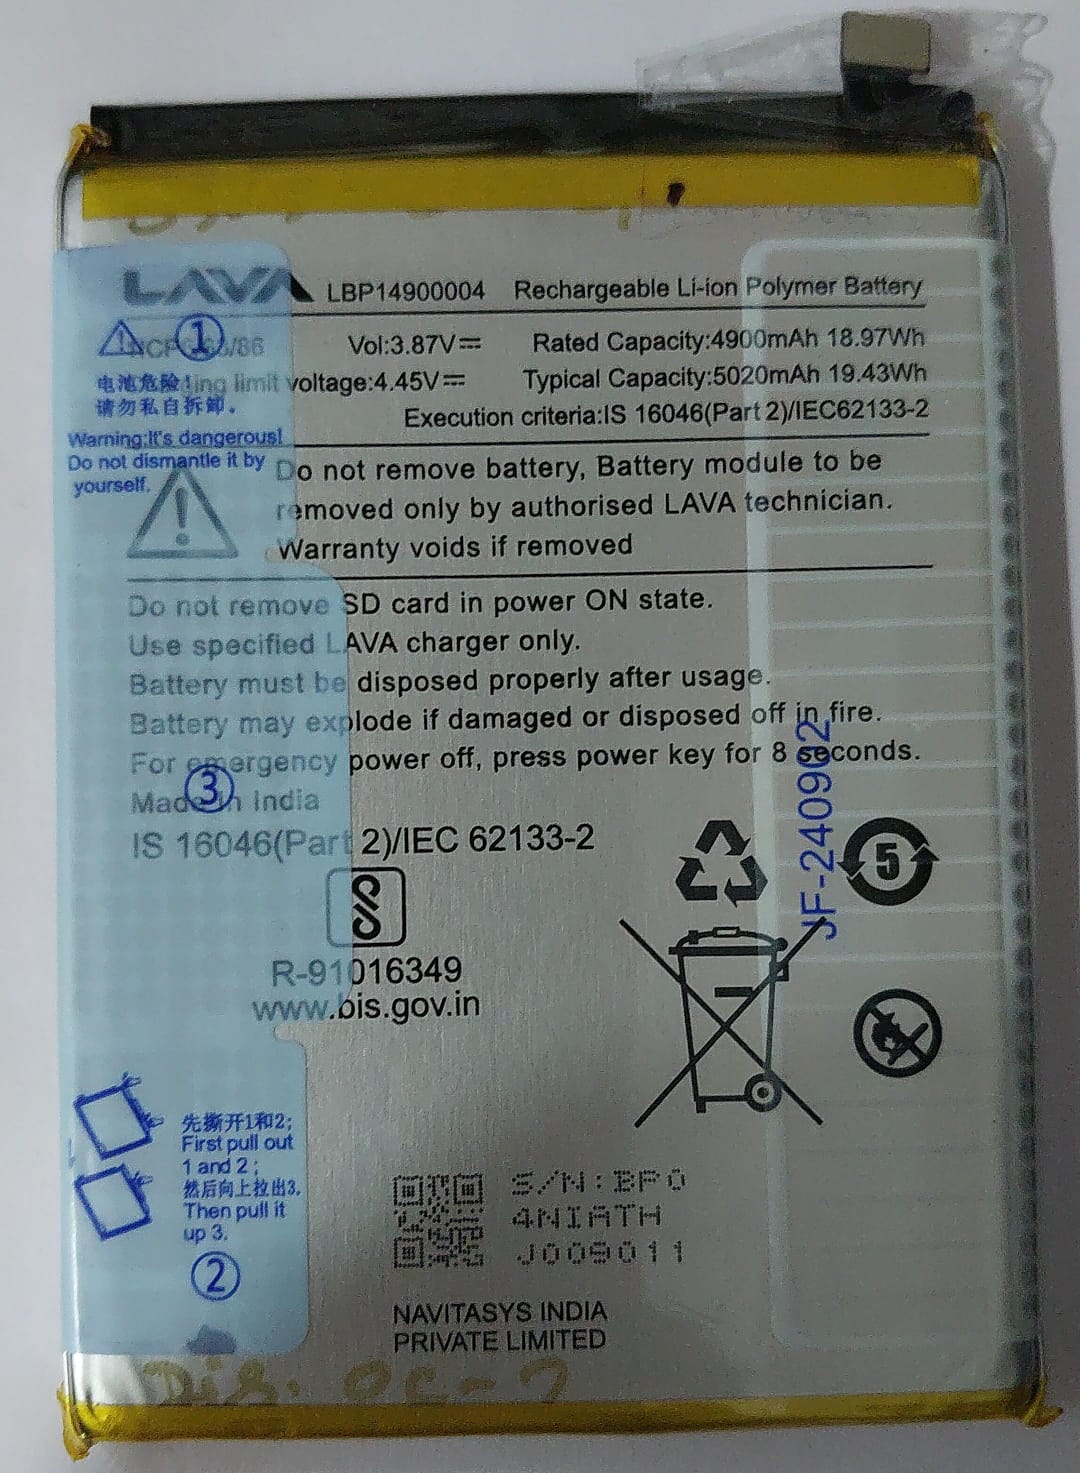 LAVA LBP14900004 Rechargeable Li-ion Polymer Battery
Vol:3.87V⎓ Rated Capacity:4900mAh 18.97Wh
limit voltage:4.45V⎓ Typical Capacity:5020mAh 19.43Wh
Execution criteria:IS 16046(Part 2)/IEC62133-2
①
电池危险!
请勿私自拆卸。
Warning:It's dangerous!
Do not dismantle it by
yourself.
Do not remove battery, Battery module to be
removed only by authorised LAVA technician.
Warranty voids if removed
Do not remove SD card in power ON state.
Use specified LAVA charger only.
Battery must be disposed properly after usage.
Battery may explode if damaged or disposed off in fire.
For emergency power off, press power key for 8 seconds.
③
Made in India
IS 16046(Part 2)/IEC 62133-2
JF-240902
5
R-91016349
www.bis.gov.in
先撕开1和2;
First pull out
1 and 2;
然后向上拉出3.
Then pull it
up 3.
②
S/N:BP0
4NIATH
J009011
NAVITASYS INDIA
PRIVATE LIMITED